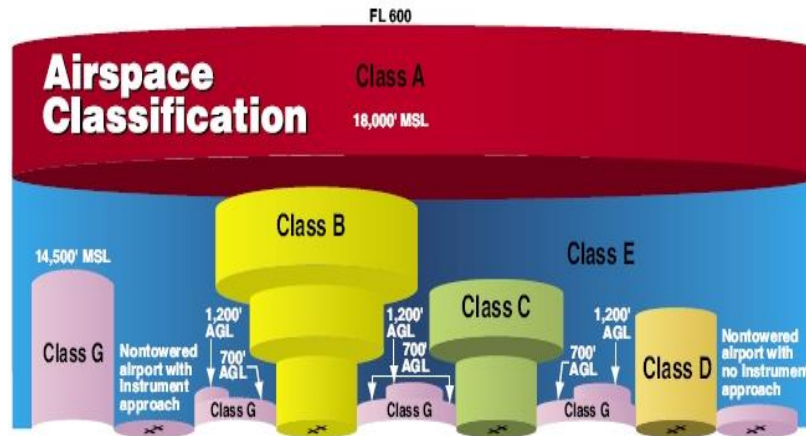 FL 600
Airspace
Classification
Class A
18,000' MSL
Class B
Class E
14,500' MSL
Class C
1,200'
AGL
1,200'
AGL
1,200'
AGL
Class G
Nontowered
airport with
Instrument
approach
700'
AGL
700'
AGL
700'
AGL
Class D
Nontowered
airport with
no Instrument
approach
Class G
Class G
Class G